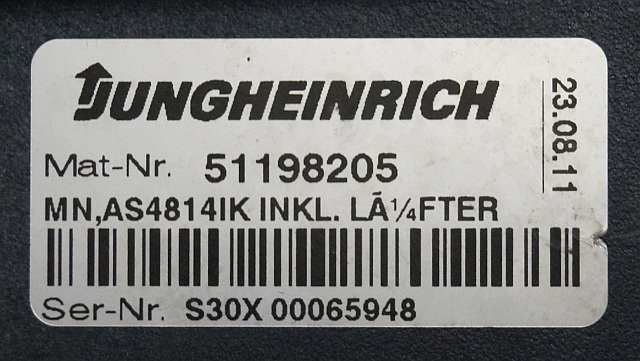 JUNGHEINRICH
23.08.11
Mat-Nr. 51198205
MN,AS4814IK INKL. LÃ¼FTER
Ser-Nr. S30X 00065948